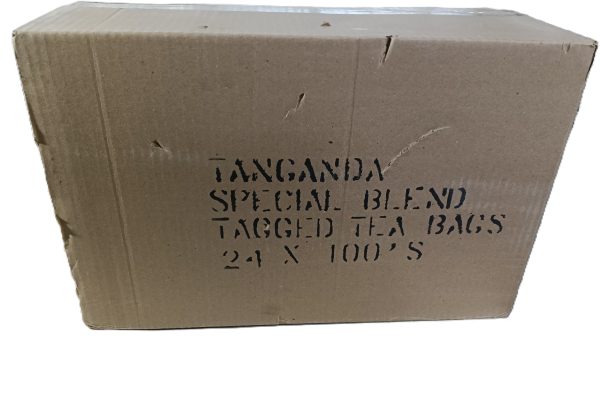 TANGANDA
SPECIAL BLEND
TAGGED TEA BAGS
24 X 100'S